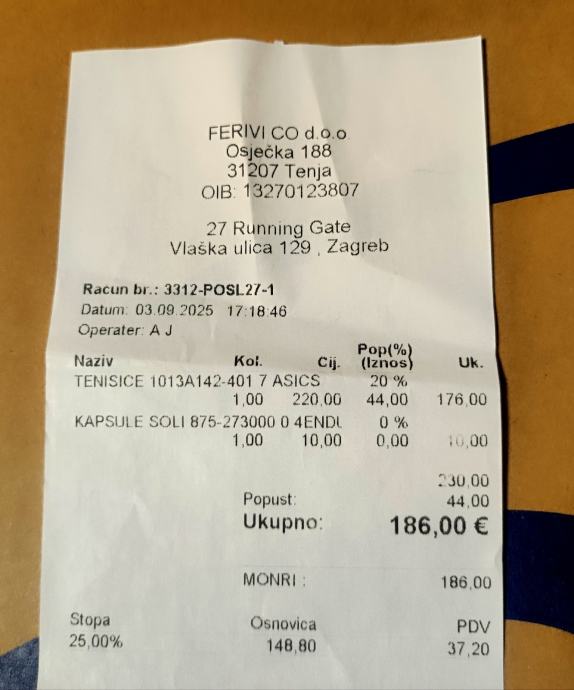 FERIVI CO d.o.o
Osječka 188
31207 Tenja
OIB: 13270123807
27 Running Gate
Vlaška ulica 129 , Zagreb
Racun br.: 3312-POSL27-1
Datum: 03.09.2025 17:18:46
Operater: A J
Naziv Kol. Cij. Pop(%) (Iznos) Uk.
TENISICE 1013A142-401 7 ASICS 20 %
1,00 220,00 44,00 176,00
KAPSULE SOLI 875-273000 0 4ENDU 0 %
1,00 10,00 0,00 10,00
230,00
Popust: 44,00
Ukupno: 186,00 €
MONRI : 186,00
Stopa Osnovica PDV
25,00% 148,80 37,20